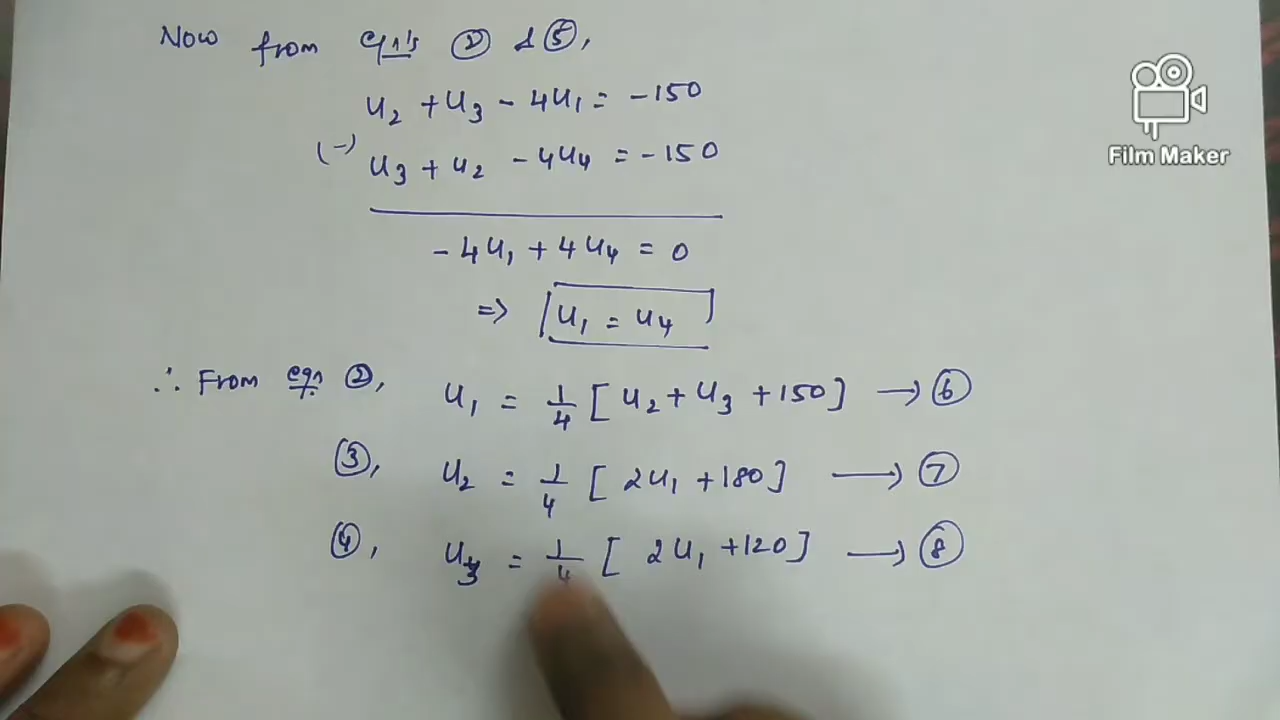 Now from eqn's ② & ⑤,
u₂ + u₃ - 4u₁ = -150
(-) u₃ + u₂ - 4u₄ = -150
- 4u₁ + 4u₄ = 0
=> u₁ = u₄
∴ From eqn ②, u₁ = 1/4 [ u₂ + u₃ + 150 ] → ⑥
③, u₂ = 1/4 [ 2u₁ + 180 ] → ⑦
④, u₃ = 1/4 [ 2u₁ + 120 ] → ⑧
Film Maker